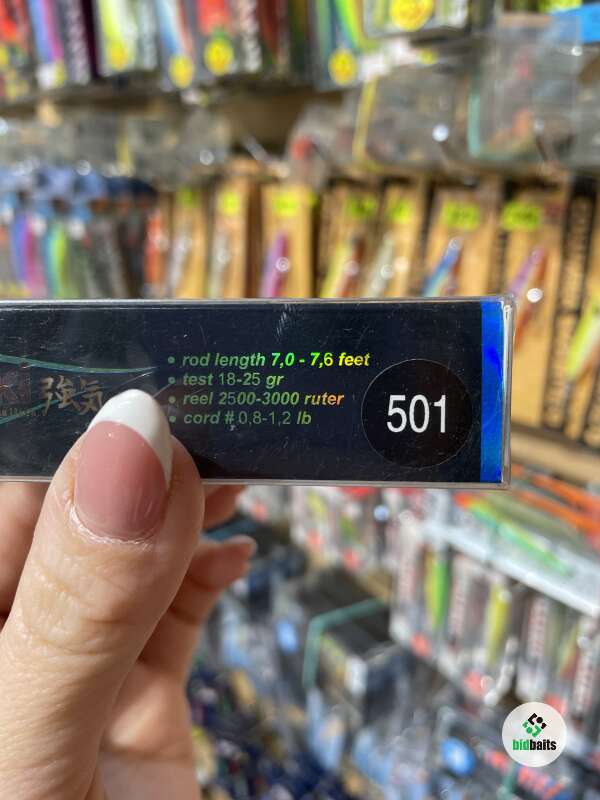 • rod length 7,0 - 7,6 feet
• test 18-25 gr
• reel 2500-3000 ruter
• cord # 0,8-1,2 lb
強気
501
bidbaits